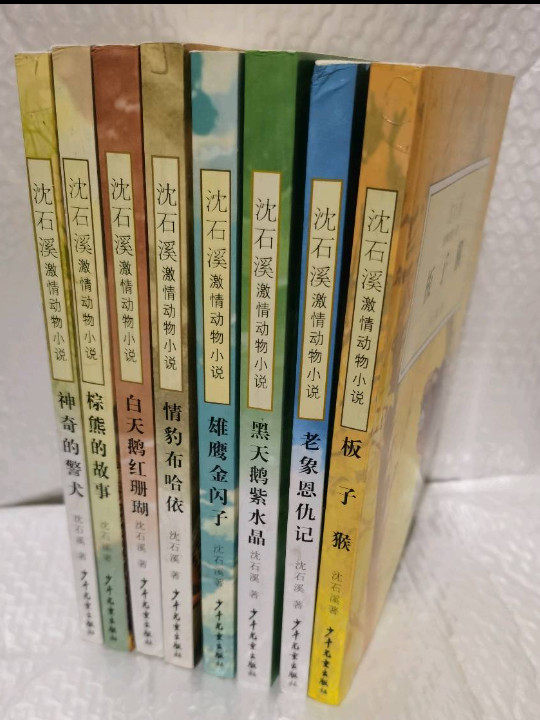 沈石溪激情动物小说
神奇的警犬
沈石溪 著
少年儿童出版社
沈石溪激情动物小说
棕熊的故事
沈石溪 著
少年儿童出版社
沈石溪激情动物小说
白天鹅红珊瑚
沈石溪 著
少年儿童出版社
沈石溪激情动物小说
情豹布哈依
沈石溪 著
少年儿童出版社
沈石溪激情动物小说
雄鹰金闪子
沈石溪 著
少年儿童出版社
沈石溪激情动物小说
黑天鹅紫水晶
沈石溪 著
少年儿童出版社
沈石溪激情动物小说
老象恩仇记
沈石溪 著
少年儿童出版社
沈石溪激情动物小说
板子猴
沈石溪 著
少年儿童出版社